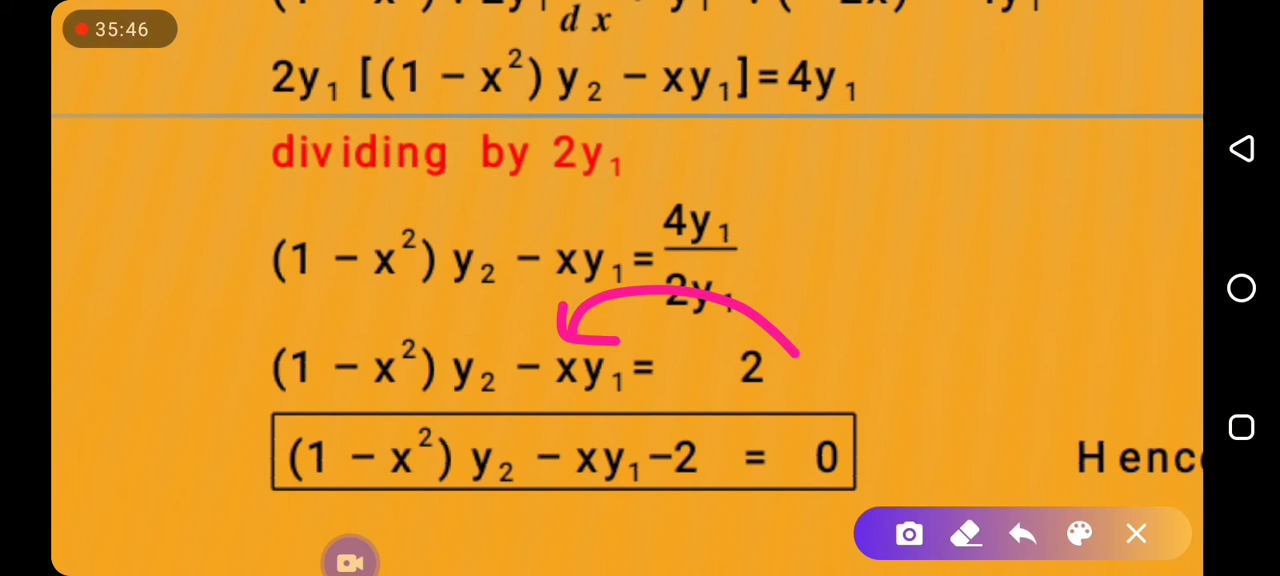 35:46
d x
2y₁ [(1 − x²) y₂ − xy₁] = 4y₁
dividing by 2y₁
(1 − x²) y₂ − xy₁ = 4y₁ / 2y₁
(1 − x²) y₂ − xy₁ = 2
(1 − x²) y₂ − xy₁ − 2 = 0